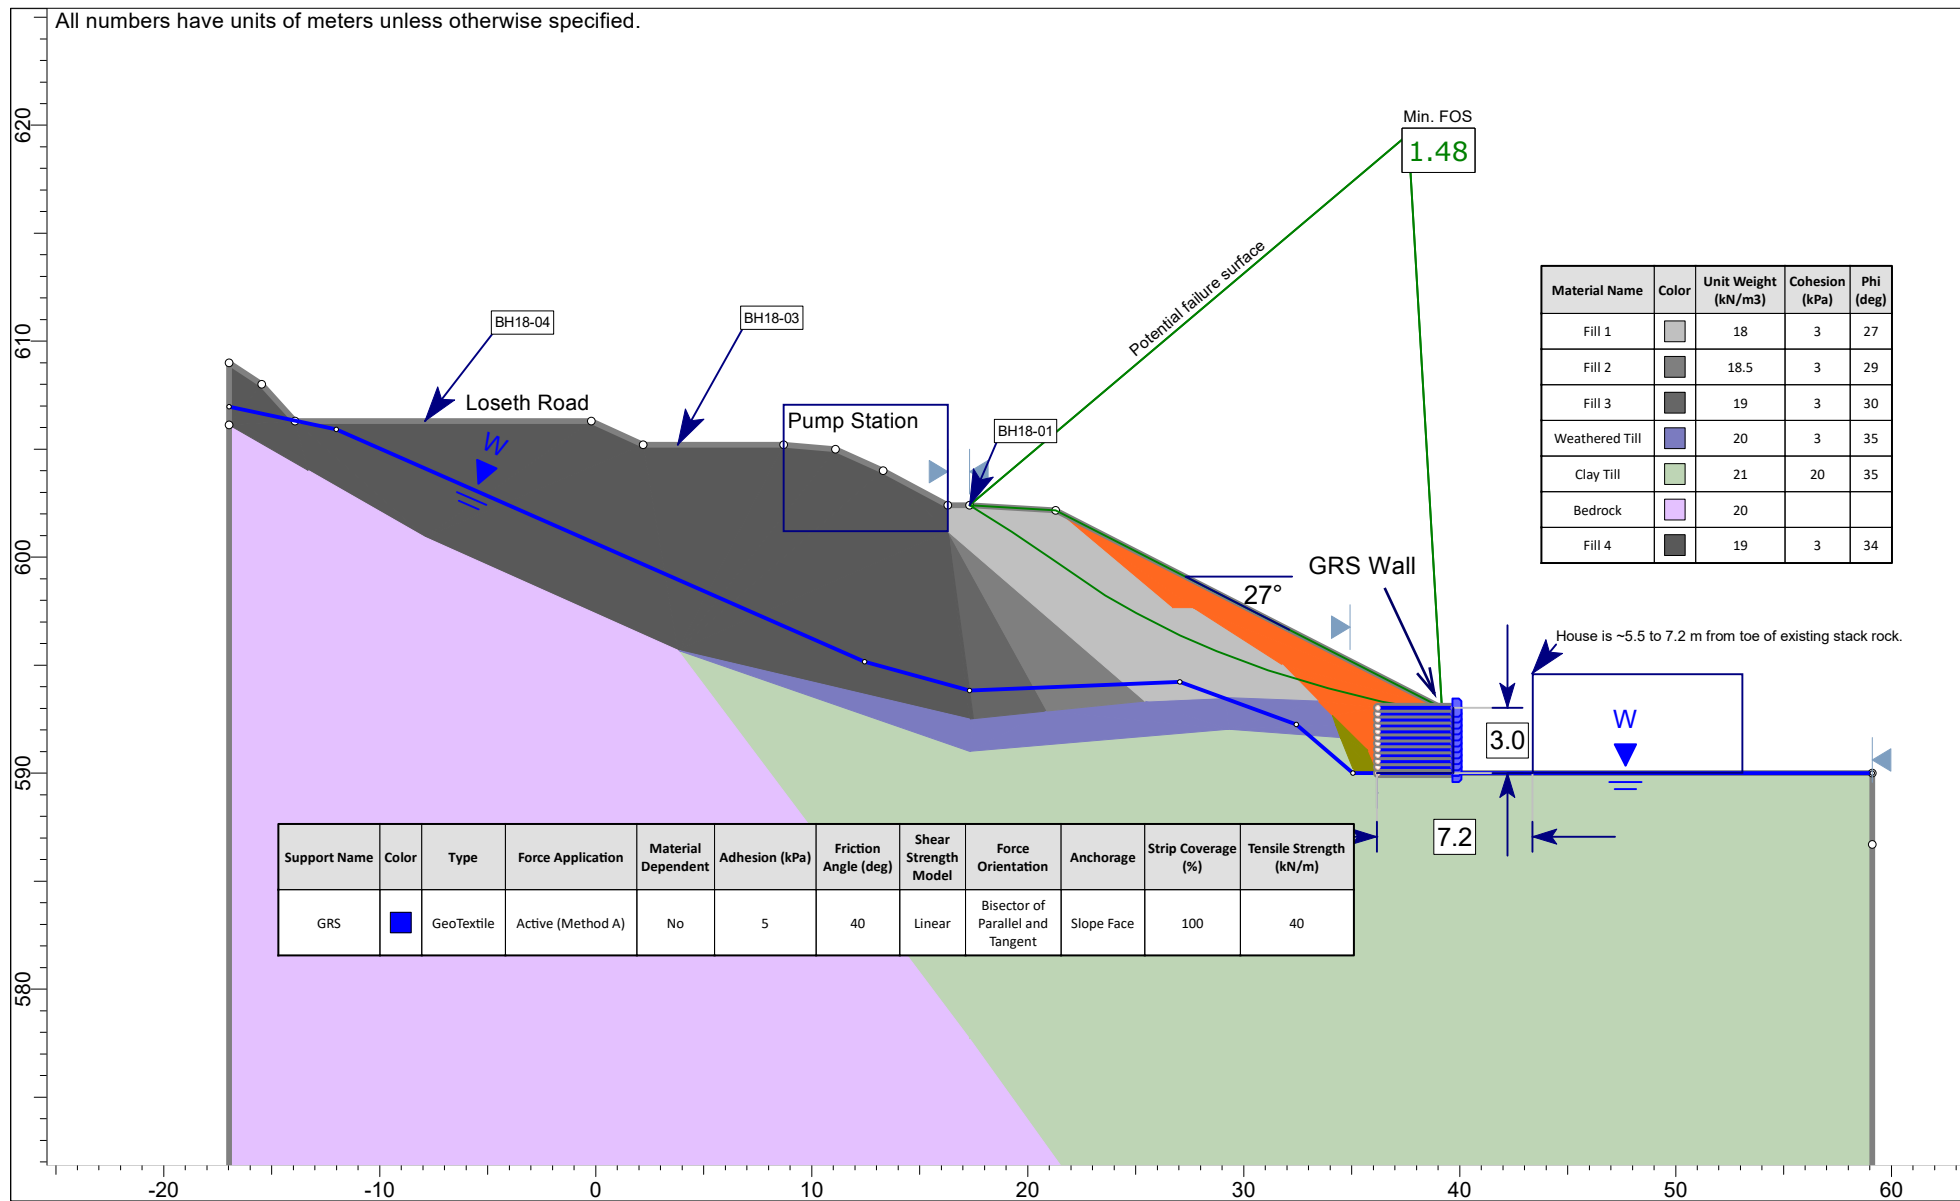 All numbers have units of meters unless otherwise specified.
620
610
600
590
580
-20
-10
0
10
20
30
40
50
60
Min. FOS
1.48
Potential failure surface
BH18-04
BH18-03
BH18-01
Loseth Road
Pump Station
W
27°
GRS Wall
House is ~5.5 to 7.2 m from toe of existing stack rock.
W
3.0
7.2
Material Name Color Unit Weight (kN/m3) Cohesion (kPa) Phi (deg)
Fill 1 18 3 27
Fill 2 18.5 3 29
Fill 3 19 3 30
Weathered Till 20 3 35
Clay Till 21 20 35
Bedrock 20
Fill 4 19 3 34
Support Name Color Type Force Application Material Dependent Adhesion (kPa) Friction Angle (deg) Shear Strength Model Force Orientation Anchorage Strip Coverage (%) Tensile Strength (kN/m)
GRS GeoTextile Active (Method A) No 5 40 Linear Bisector of Parallel and Tangent Slope Face 100 40